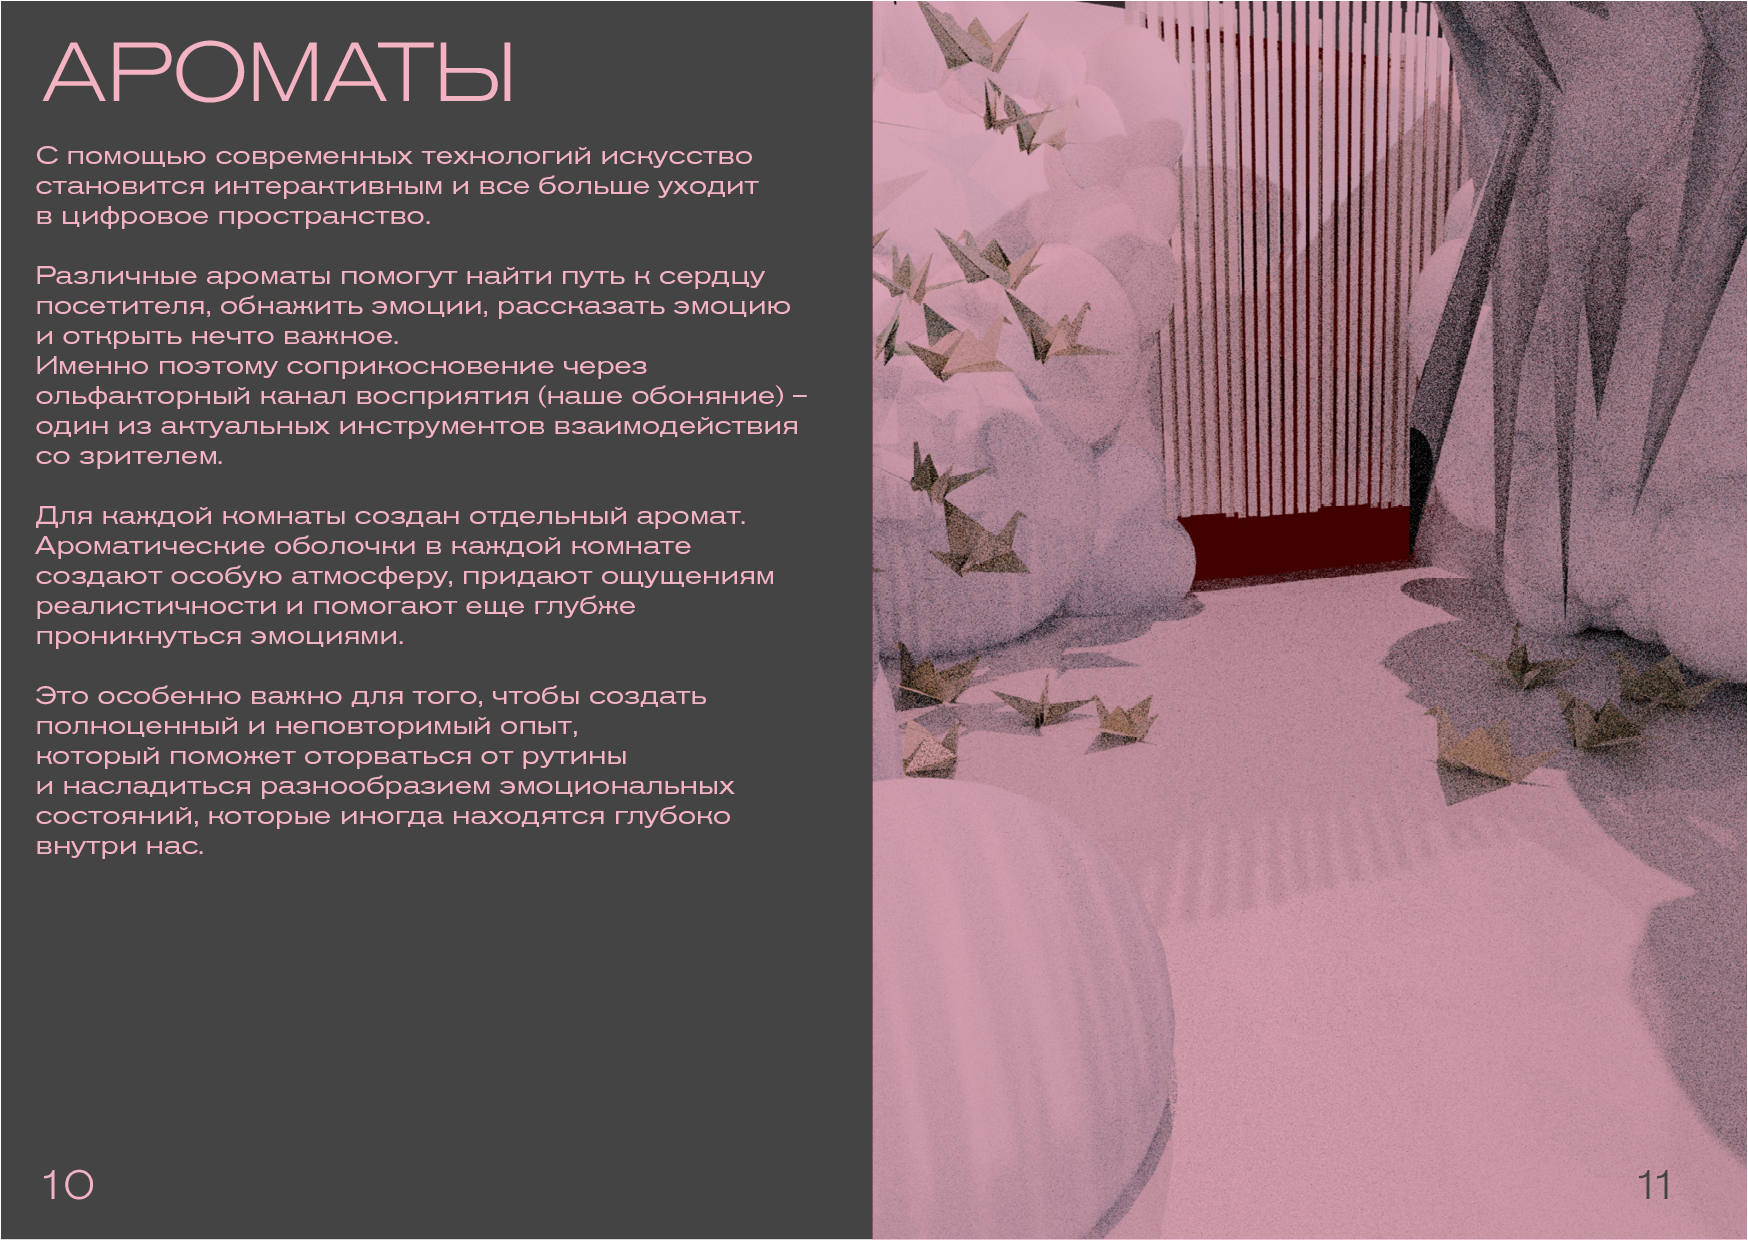 АРОМАТЫ
С помощью современных технологий искусство
становится интерактивным и все больше уходит
в цифровое пространство.
Различные ароматы помогут найти путь к сердцу
посетителя, обнажить эмоции, рассказать эмоцию
и открыть нечто важное.
Именно поэтому соприкосновение через
ольфакторный канал восприятия (наше обоняние) –
один из актуальных инструментов взаимодействия
со зрителем.
Для каждой комнаты создан отдельный аромат.
Ароматические оболочки в каждой комнате
создают особую атмосферу, придают ощущениям
реалистичности и помогают еще глубже
проникнуться эмоциями.
Это особенно важно для того, чтобы создать
полноценный и неповторимый опыт,
который поможет оторваться от рутины
и насладиться разнообразием эмоциональных
состояний, которые иногда находятся глубоко
внутри нас.
10
11